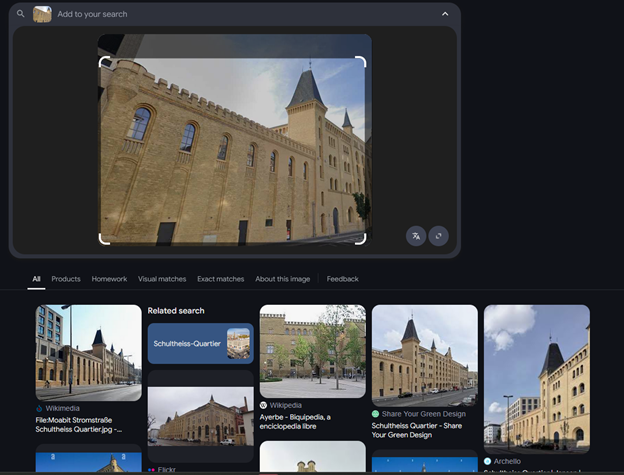 Add to your search
All Products Homework Visual matches Exact matches About this image Feedback
Wikimedia
File:Moabit Stromstraße
Schultheiss Quartier.jpg -...
Related search
Schultheiss-Quartier
Flickr
Wikipedia
Ayerbe - Biquipedia, a
enciclopedia libre
Share Your Green Design
Schultheiss Quartier - Share
Your Green Design
Archello